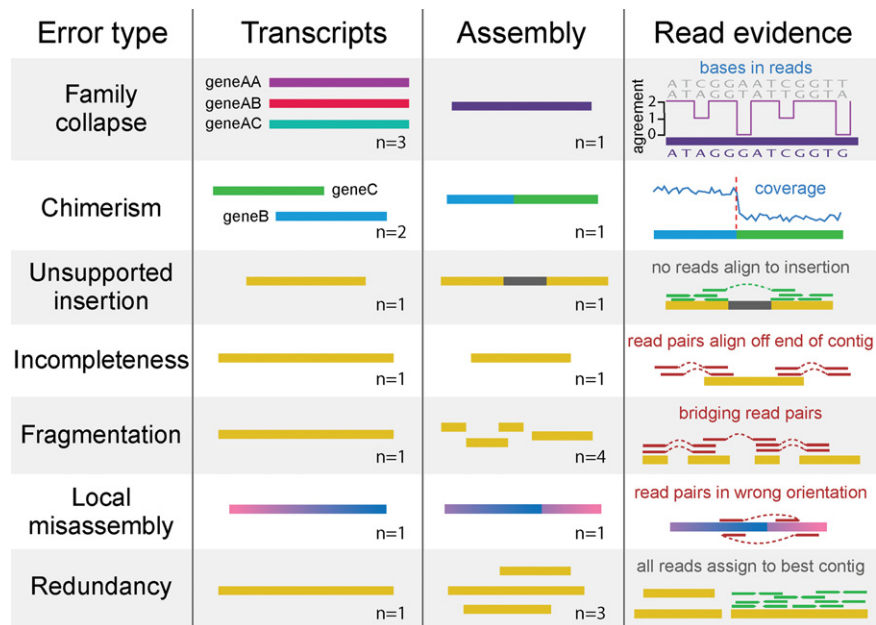 Error type Transcripts Assembly Read evidence
Family
collapse
geneAA
geneAB
geneAC
n=3
n=1
bases in reads
ATCGGAATCGGTT
ATAGGTATTGGTA
agreement
2
1
0
ATAGGGATCGGTG
Chimerism
geneC
geneB
n=2
n=1
coverage
Unsupported
insertion
n=1
n=1
no reads align to insertion
Incompleteness
n=1
n=1
read pairs align off end of contig
Fragmentation
n=1
n=4
bridging read pairs
Local
misassembly
n=1
n=1
read pairs in wrong orientation
Redundancy
n=1
n=3
all reads assign to best contig